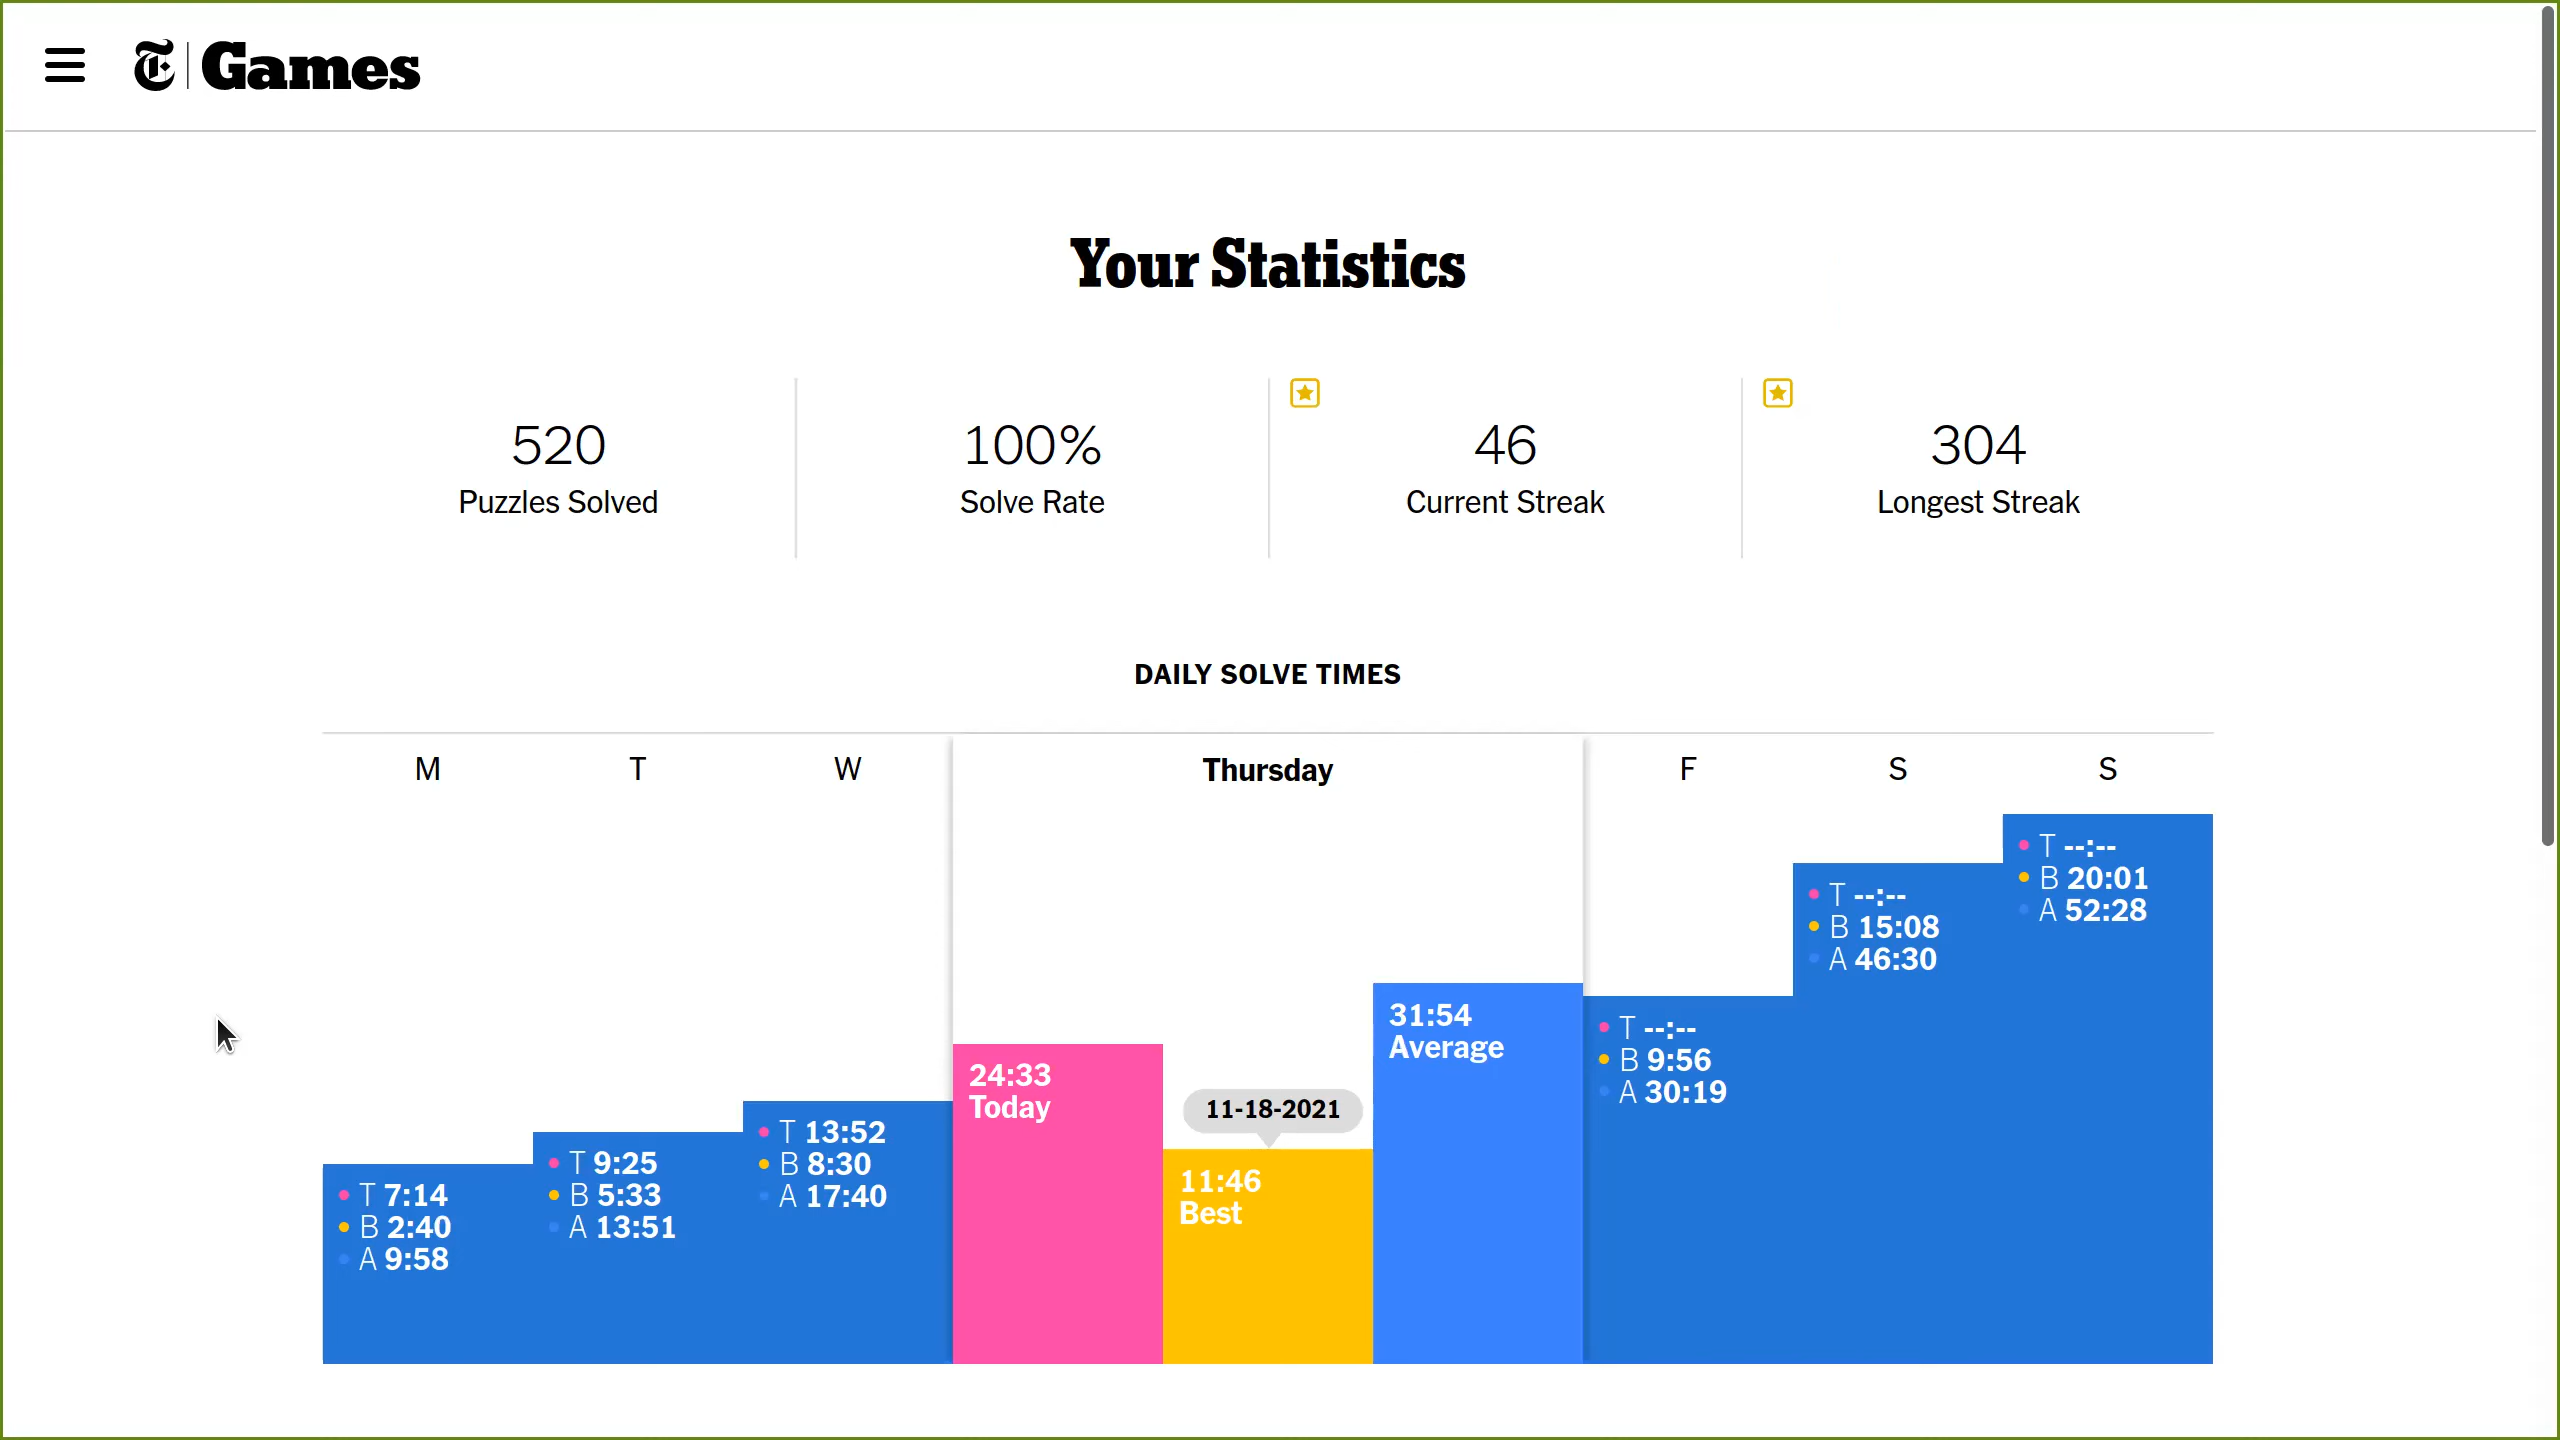 T Games
Your Statistics
520
Puzzles Solved
100%
Solve Rate
46
Current Streak
304
Longest Streak
DAILY SOLVE TIMES
M
T
W
Thursday
F
S
S
T 7:14
B 2:40
A 9:58
T 9:25
B 5:33
A 13:51
T 13:52
B 8:30
A 17:40
24:33
Today
11-18-2021
11:46
Best
31:54
Average
T --:--
B 9:56
A 30:19
T --:--
B 15:08
A 46:30
T --:--
B 20:01
A 52:28